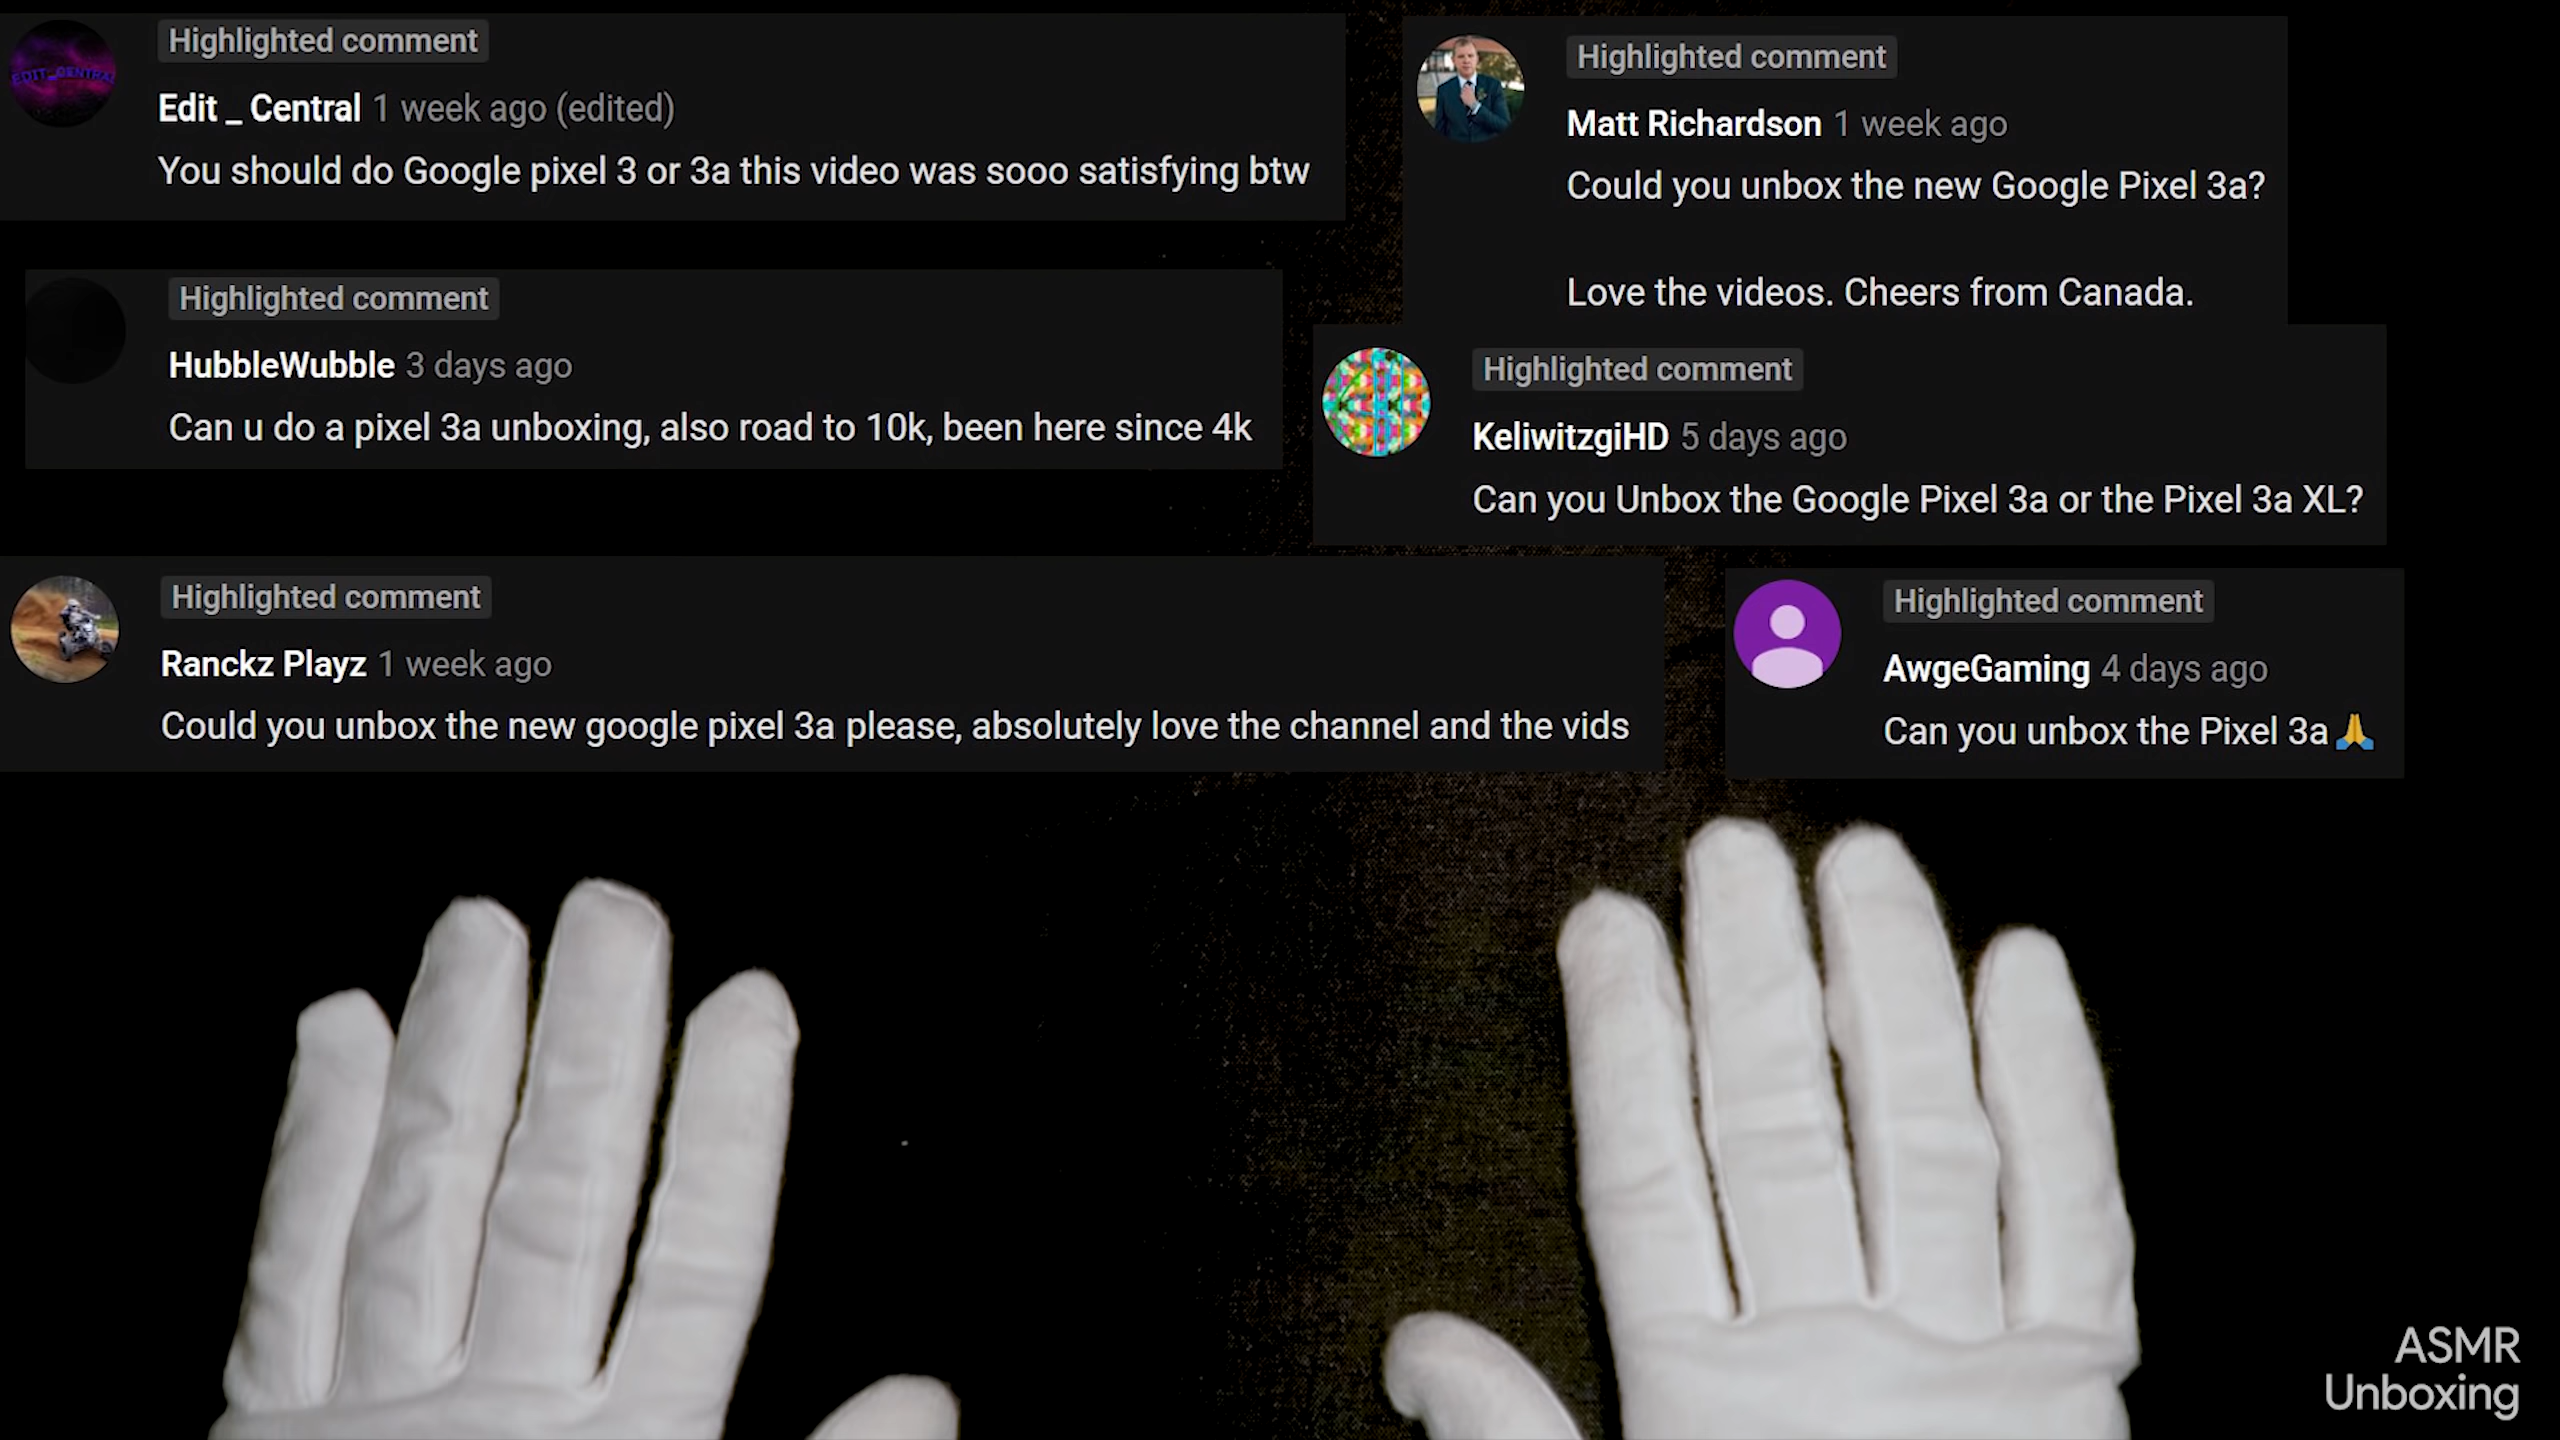 EDIT_CENTRAL
Highlighted comment
Edit _ Central 1 week ago (edited)
You should do Google pixel 3 or 3a this video was sooo satisfying btw
Highlighted comment
Matt Richardson 1 week ago
Could you unbox the new Google Pixel 3a?
Love the videos. Cheers from Canada.
Highlighted comment
HubbleWubble 3 days ago
Can u do a pixel 3a unboxing, also road to 10k, been here since 4k
Highlighted comment
KeliwitzgiHD 5 days ago
Can you Unbox the Google Pixel 3a or the Pixel 3a XL?
Highlighted comment
Ranckz Playz 1 week ago
Could you unbox the new google pixel 3a please, absolutely love the channel and the vids
Highlighted comment
AwgeGaming 4 days ago
Can you unbox the Pixel 3a🙏
ASMR
Unboxing